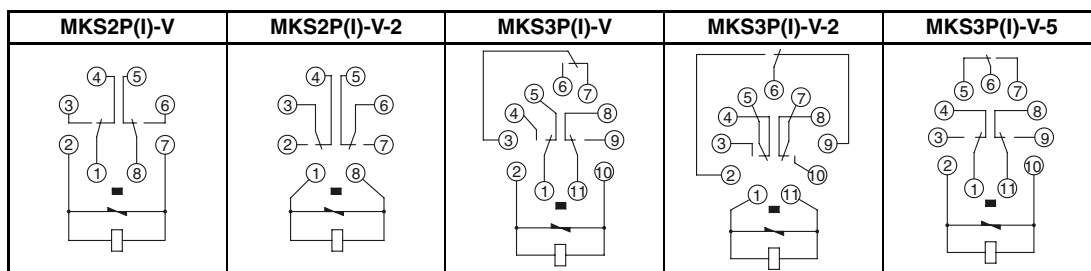 MKS2P(I)-V MKS2P(I)-V-2 MKS3P(I)-V MKS3P(I)-V-2 MKS3P(I)-V-5
4 5 3 6 2 7 1 8
4 5 3 6 2 7 1 8
6 7 5 4 8 3 9 2 10 1 11
6 5 7 4 8 3 9 2 10 1 11
5 6 7 4 8 3 9 2 10 1 11